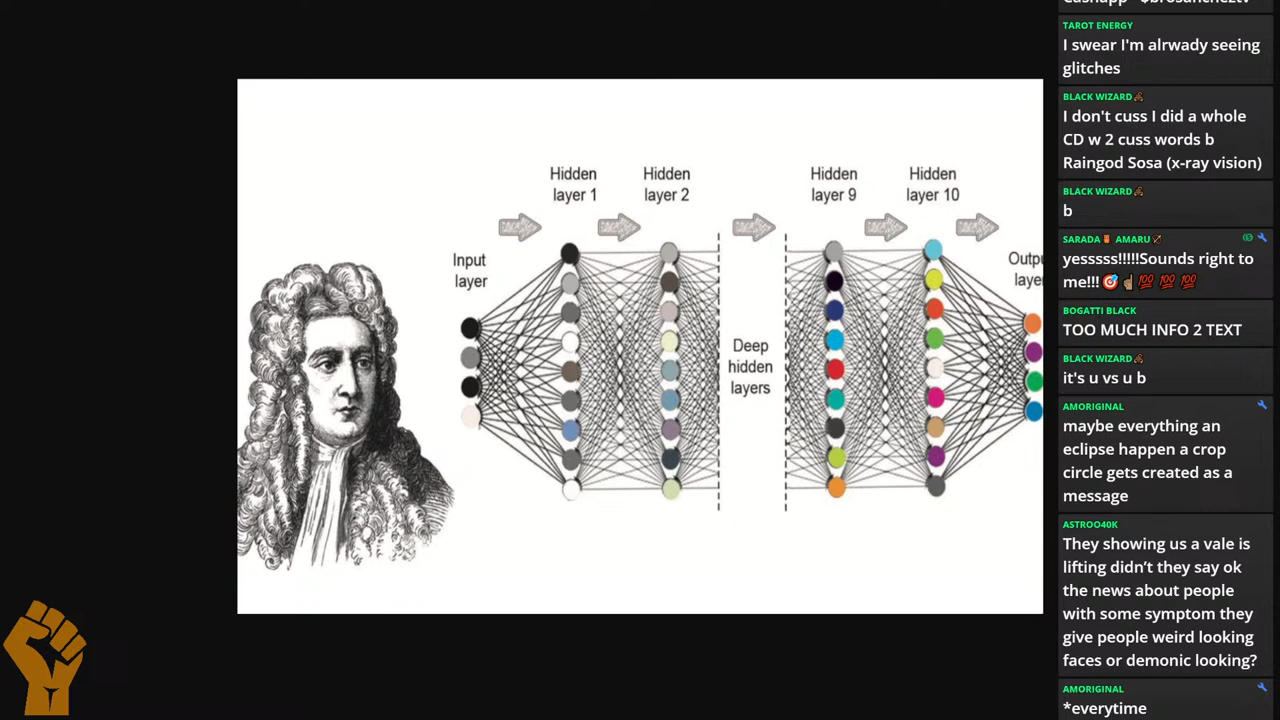 Hidden
layer 1
Hidden
layer 2
Hidden
layer 9
Hidden
layer 10
Input
layer
Deep
hidden
layers
TAROT ENERGY
I swear I'm alrwady seeing
glitches
BLACK WIZARD
I don't cuss I did a whole
CD w 2 cuss words b
Raingod Sosa (x-ray vision)
BLACK WIZARD
b
SARADA AMARU
yesssss!!!!!Sounds right to
me!!! 🎯☝🏽💯 💯 💯
BOGATTI BLACK
TOO MUCH INFO 2 TEXT
BLACK WIZARD
it's u vs u b
AMORIGINAL
maybe everything an
eclipse happen a crop
circle gets created as a
message
ASTROO40K
They showing us a vale is
lifting didn’t they say ok
the news about people
with some symptom they
give people weird looking
faces or demonic looking?
AMORIGINAL
*everytime